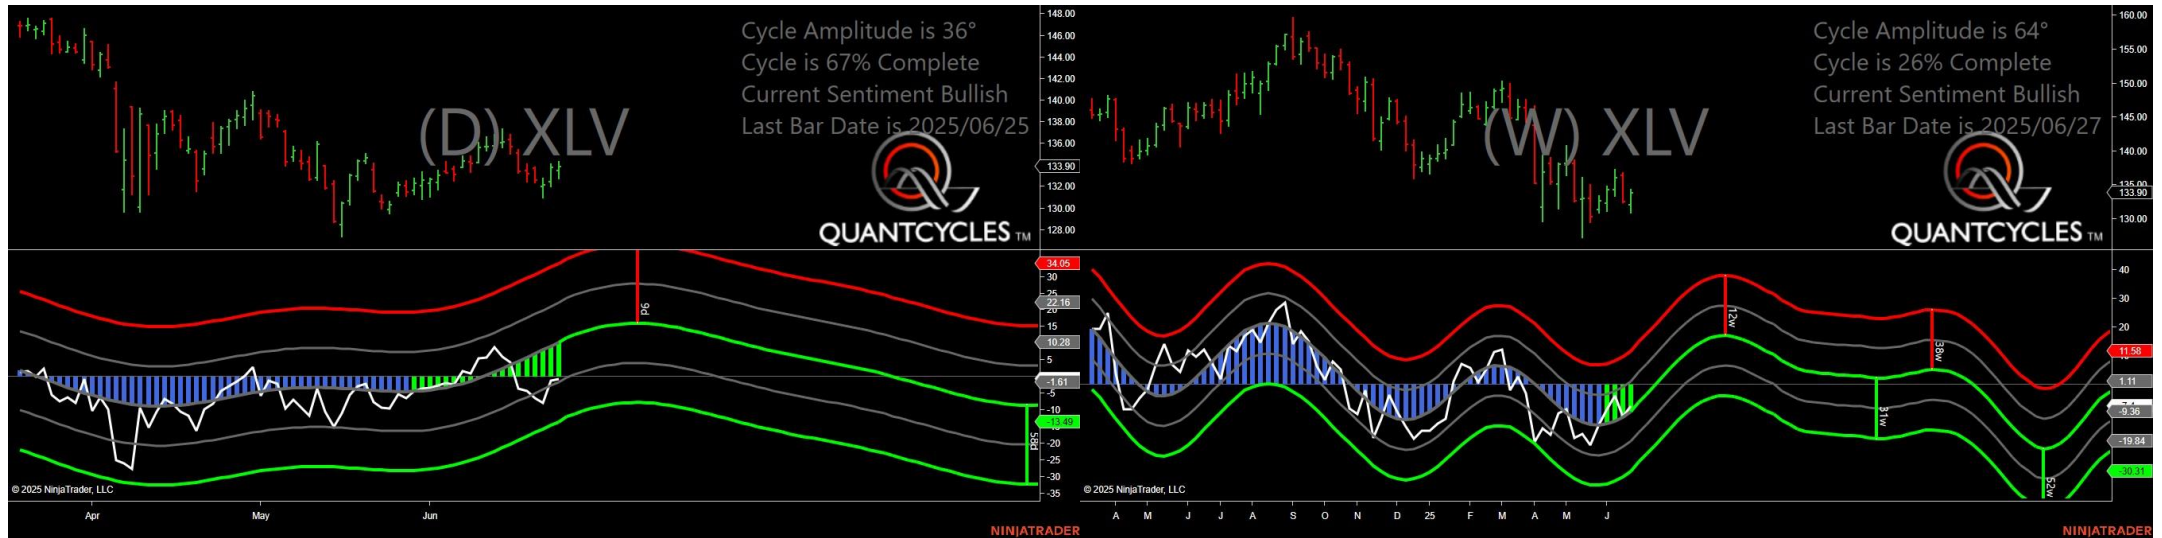 Cycle Amplitude is 36°
Cycle is 67% Complete
Current Sentiment Bullish
Last Bar Date is 2025/06/25
(D) XLV
QUANTCYCLES TM
148.00
146.00
144.00
142.00
140.00
138.00
136.00
133.90
132.00
130.00
128.00
34.05
30
25
22.16
20
15
10.28
5
-1.61
-5
-10
-13.49
-20
-25
-30
-35
9d
58d
© 2025 NinjaTrader, LLC
Apr
May
Jun
NINJATRADER
Cycle Amplitude is 64°
Cycle is 26% Complete
Current Sentiment Bullish
Last Bar Date is 2025/06/27
(W) XLV
QUANTCYCLES TM
160.00
155.00
150.00
145.00
140.00
135.00
133.90
130.00
40
30
20
11.58
1.11
-9.36
-19.84
-30.31
12w
38w
31w
52w
© 2025 NinjaTrader, LLC
A
M
J
J
A
S
O
N
D
25
F
M
A
M
J
NINJATRADER